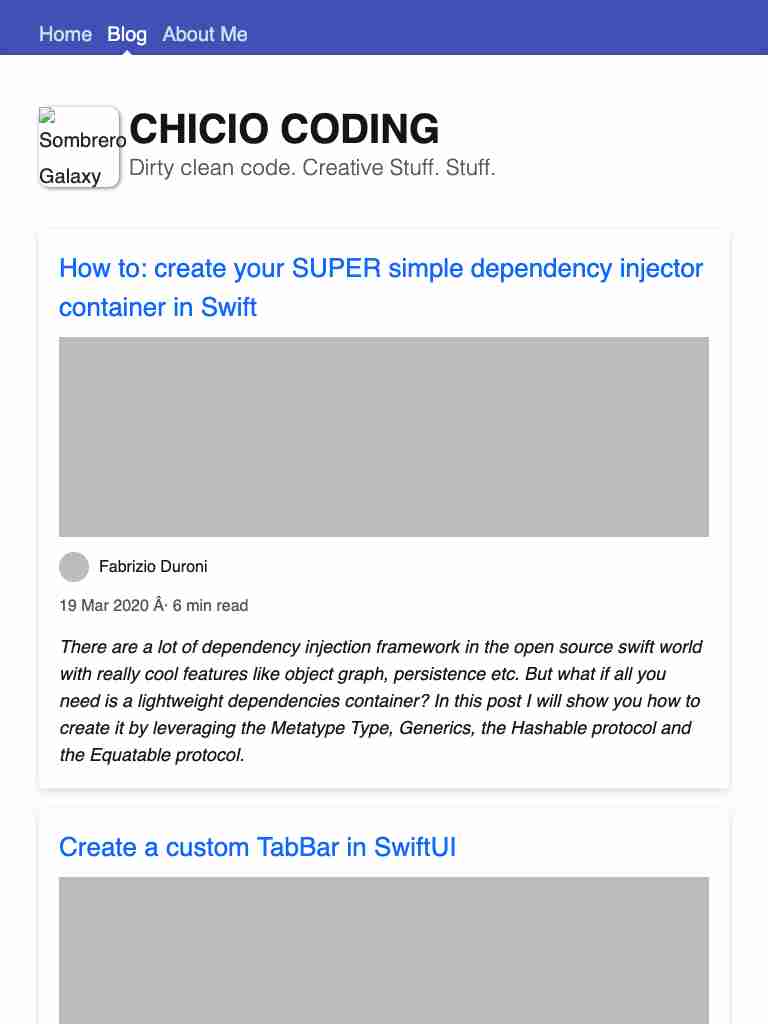 Home Blog About Me
Sombrero
Galaxy
CHICIO CODING
Dirty clean code. Creative Stuff. Stuff.
How to: create your SUPER simple dependency injector
container in Swift
Fabrizio Duroni
19 Mar 2020 Â· 6 min read
There are a lot of dependency injection framework in the open source swift world
with really cool features like object graph, persistence etc. But what if all you
need is a lightweight dependencies container? In this post I will show you how to
create it by leveraging the Metatype Type, Generics, the Hashable protocol and
the Equatable protocol.
Create a custom TabBar in SwiftUI